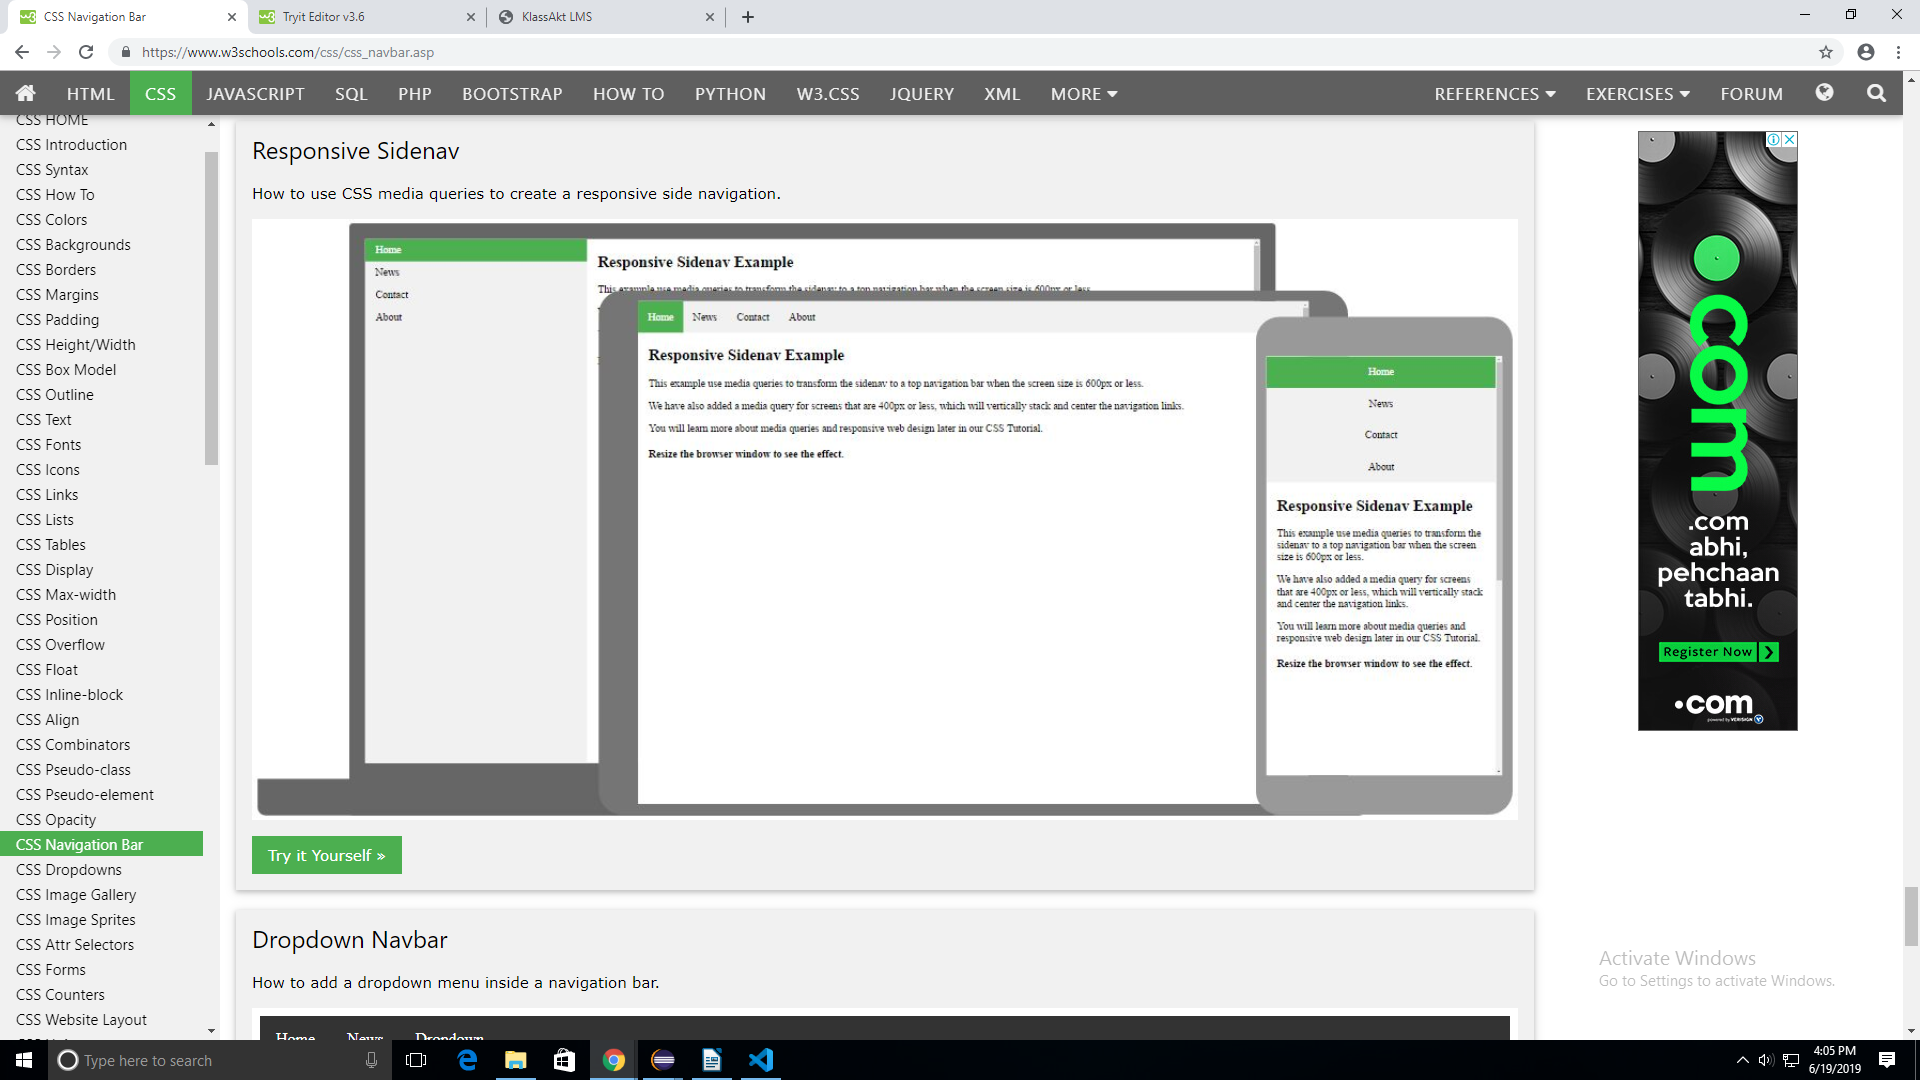 CSS Navigation Bar
Tryit Editor v3.6
KlassAkt LMS
https://www.w3schools.com/css/css_navbar.asp
HTML CSS JAVASCRIPT SQL PHP BOOTSTRAP HOW TO PYTHON W3.CSS JQUERY XML MORE REFERENCES EXERCISES FORUM
CSS HOME
CSS Introduction
CSS Syntax
CSS How To
CSS Colors
CSS Backgrounds
CSS Borders
CSS Margins
CSS Padding
CSS Height/Width
CSS Box Model
CSS Outline
CSS Text
CSS Fonts
CSS Icons
CSS Links
CSS Lists
CSS Tables
CSS Display
CSS Max-width
CSS Position
CSS Overflow
CSS Float
CSS Inline-block
CSS Align
CSS Combinators
CSS Pseudo-class
CSS Pseudo-element
CSS Opacity
CSS Navigation Bar
CSS Dropdowns
CSS Image Gallery
CSS Image Sprites
CSS Attr Selectors
CSS Forms
CSS Counters
CSS Website Layout
Responsive Sidenav
How to use CSS media queries to create a responsive side navigation.
Home
News
Contact
About
Responsive Sidenav Example
This example use media queries to transform the sidenav to a top navigation bar when the screen size is 600px or less.
Home News Contact About
Responsive Sidenav Example
This example use media queries to transform the sidenav to a top navigation bar when the screen size is 600px or less.
We have also added a media query for screens that are 400px or less, which will vertically stack and center the navigation links.
You will learn more about media queries and responsive web design later in our CSS Tutorial.
Resize the browser window to see the effect.
Home
News
Contact
About
Responsive Sidenav Example
This example use media queries to transform the
sidenav to a top navigation bar when the screen
size is 600px or less.
We have also added a media query for screens
that are 400px or less, which will vertically stack
and center the navigation links.
You will learn more about media queries and
responsive web design later in our CSS Tutorial.
Resize the browser window to see the effect.
Try it Yourself »
Dropdown Navbar
How to add a dropdown menu inside a navigation bar.
Home News Dropdown
.com
.com
abhi,
pehchaan
tabhi.
Register Now
.com
powered by VERISIGN
Activate Windows
Go to Settings to activate Windows.
Type here to search
4:05 PM
6/19/2019